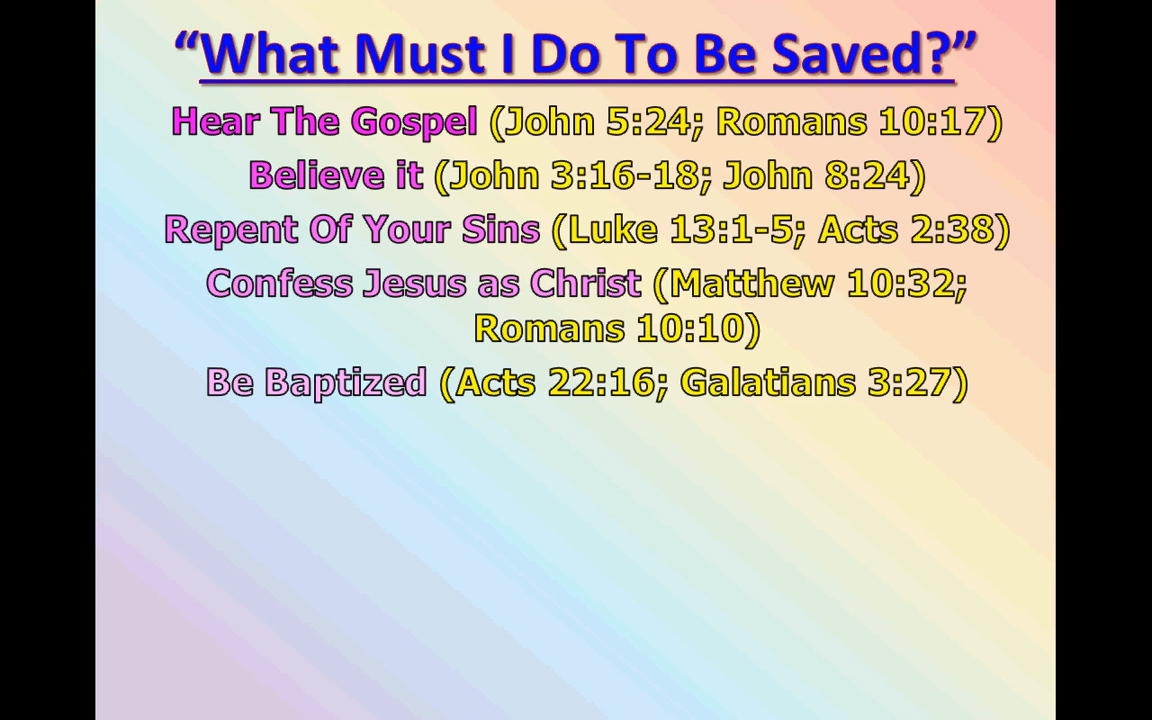 “What Must I Do To Be Saved?”
Hear The Gospel (John 5:24; Romans 10:17)
Believe it (John 3:16-18; John 8:24)
Repent Of Your Sins (Luke 13:1-5; Acts 2:38)
Confess Jesus as Christ (Matthew 10:32;
Romans 10:10)
Be Baptized (Acts 22:16; Galatians 3:27)